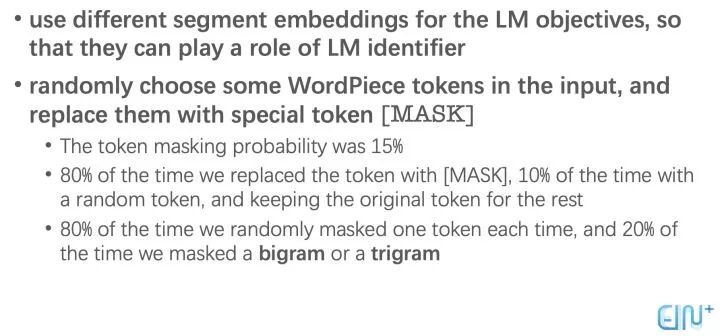 • use different segment embeddings for the LM objectives, so
that they can play a role of LM identifier
• randomly choose some WordPiece tokens in the input, and
replace them with special token [MASK]
• The token masking probability was 15%
• 80% of the time we replaced the token with [MASK], 10% of the time with
a random token, and keeping the original token for the rest
• 80% of the time we randomly masked one token each time, and 20% of
the time we masked a bigram or a trigram